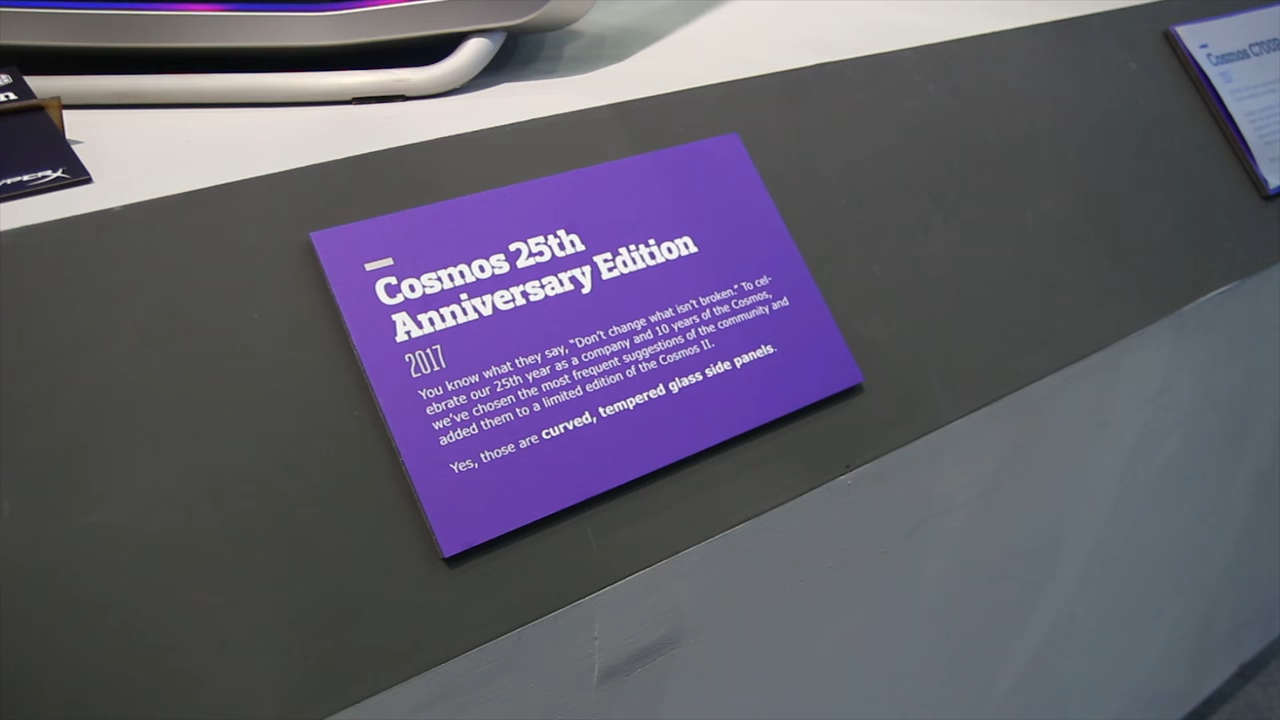 Cosmos 25th
Anniversary Edition
2017
You know what they say, “Don’t change what isn’t broken.” To cel-
ebrate our 25th year as a company and 10 years of the Cosmos,
we’ve chosen the most frequent suggestions of the community and
added them to a limited edition of the Cosmos II.
Yes, those are curved, tempered glass side panels.
Cosmos